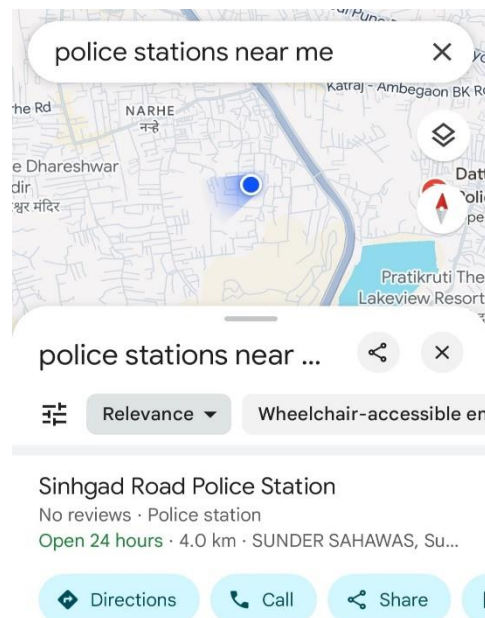 police stations near me
Katraj - Ambegaon BK R
he Rd
NARHE
नऱ्हे
e Dhareshwar
dir
श्वर मंदिर
Dat
Poli
pe
Pratikruti The
Lakeview Resort
police stations near ...
Relevance
Wheelchair-accessible en
Sinhgad Road Police Station
No reviews · Police station
Open 24 hours · 4.0 km · SUNDER SAHAWAS, Su...
Directions
Call
Share